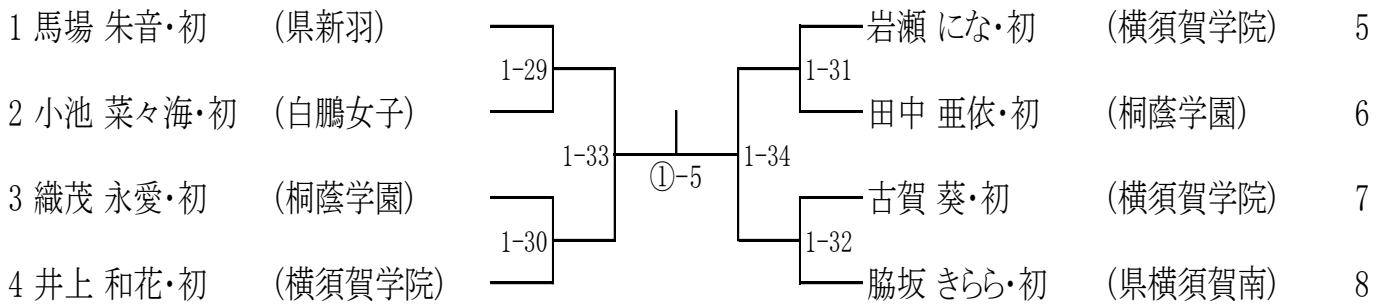 1 馬場 朱音・初 (県新羽)
2 小池 菜々海・初 (白鵬女子)
3 織茂 永愛・初 (桐蔭学園)
4 井上 和花・初 (横須賀学院)
1-29
1-30
1-33
①-5
1-34
1-31
1-32
岩瀬 にな・初 (横須賀学院) 5
田中 亜依・初 (桐蔭学園) 6
古賀 葵・初 (横須賀学院) 7
脇坂 きらら・初 (県横須賀南) 8